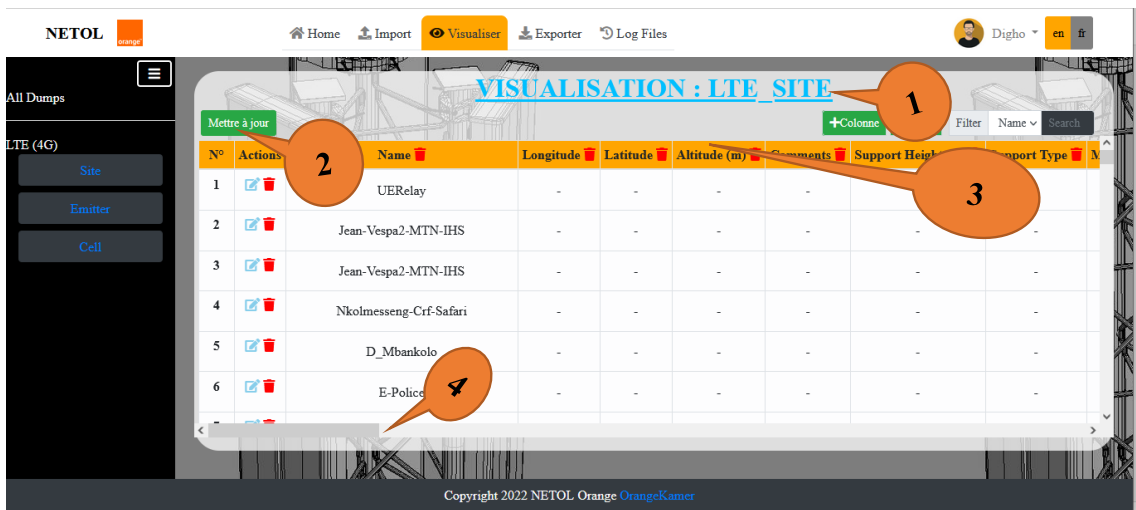 NETOL orange Home Import Visualiser Exporter Log Files Digho en fr
All Dumps
LTE (4G)
Site
Emitter
Cell
VISUALISATION : LTE_SITE
1
Mettre à jour +Colonne Filter Name Search
2
3
N° Actions Name Longitude Latitude Altitude (m) Comments Support Type M
1 UERelay - - - - - -
2 Jean-Vespa2-MTN-IHS - - - - - -
3 Jean-Vespa2-MTN-IHS - - - - - -
4 Nkolmesseng-Crf-Safari - - - - - -
5 D_Mbankolo - - - - - -
6 E-Police - - - - - -
4
Copyright 2022 NETOL Orange OrangeKamer